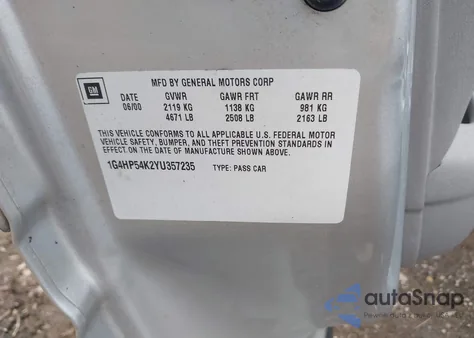 GM
MFD BY GENERAL MOTORS CORP
DATE GVWR GAWR FRT GAWR RR
06/00 2119 KG 1138 KG 981 KG
4671 LB 2508 LB 2163 LB
THIS VEHICLE CONFORMS TO ALL APPLICABLE U.S. FEDERAL MOTOR
VEHICLE SAFETY, BUMPER, AND THEFT PREVENTION STANDARDS
IN EFFECT ON THE DATE OF MANUFACTURE SHOWN ABOVE.
1G4HP54K2YU357235 TYPE: PASS CAR
autoSnap